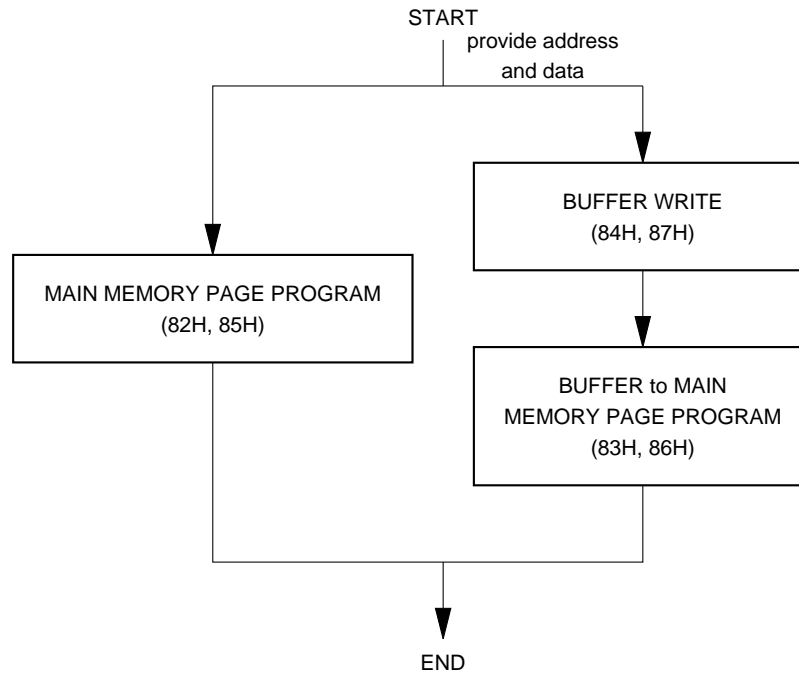 START
provide address
and data
BUFFER WRITE
(84H, 87H)
MAIN MEMORY PAGE PROGRAM
(82H, 85H)
BUFFER to MAIN
MEMORY PAGE PROGRAM
(83H, 86H)
END